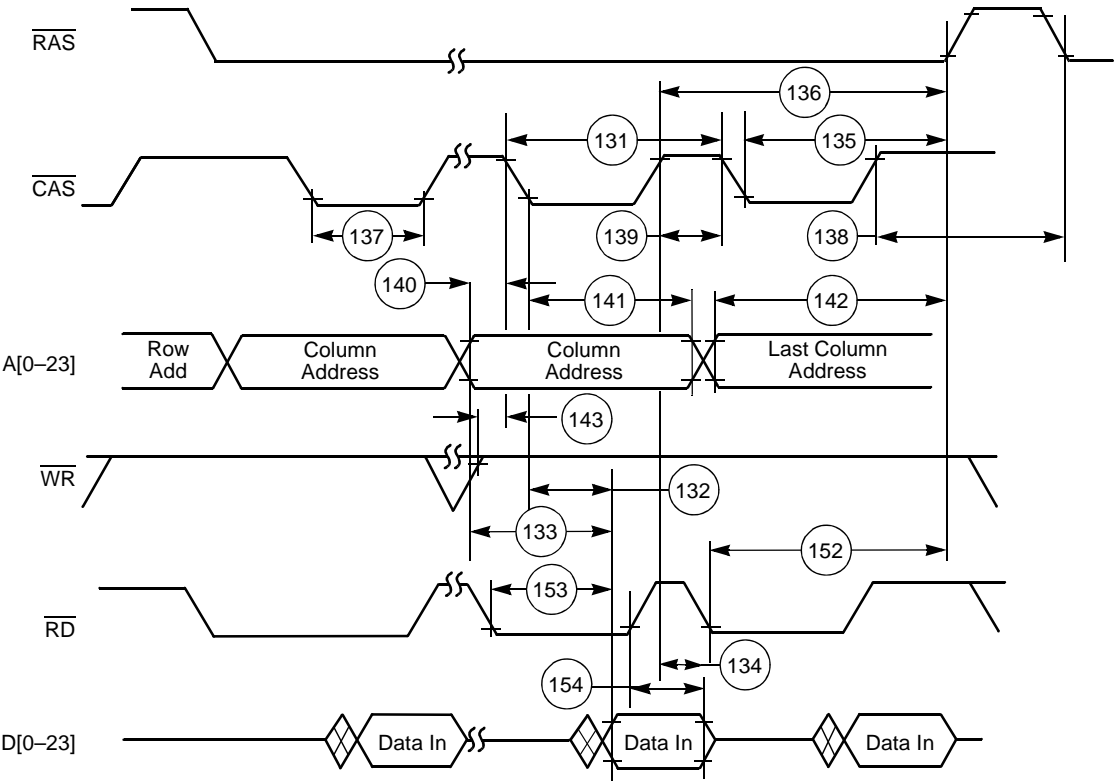 RAS
136
131
135
CAS
137
139
138
140
141
142
A[0–23]
Row
Add
Column
Address
Column
Address
Last Column
Address
143
WR
132
133
152
153
RD
134
154
D[0–23]
Data In
Data In
Data In